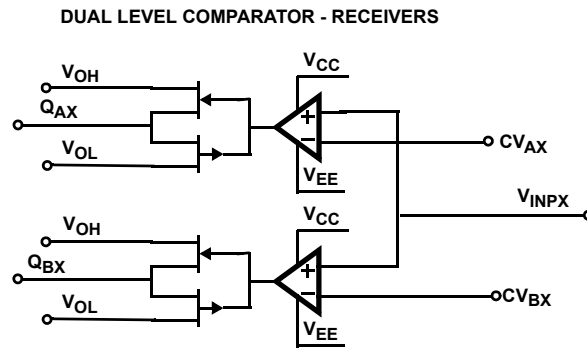 DUAL LEVEL COMPARATOR - RECEIVERS
VOH
VCC
QAX
+
−
CVAX
VOL
VEE
VINPX
VCC
VOH
QBX
+
−
CVBX
VOL
VEE